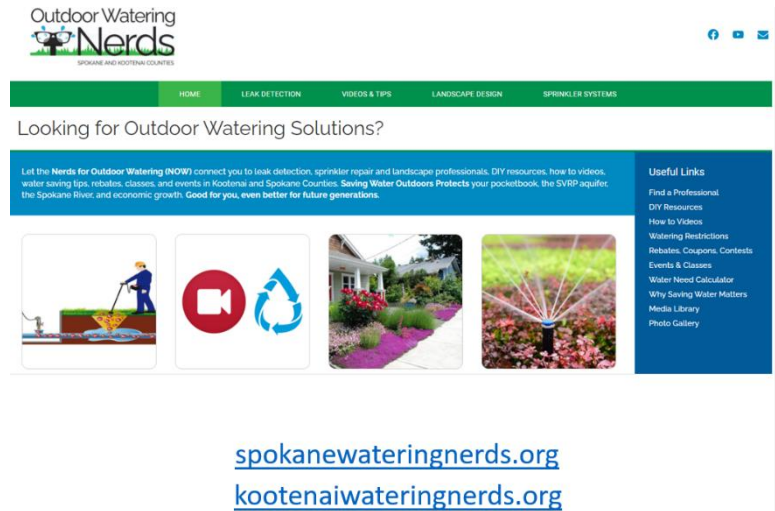 Outdoor Watering
Nerds
SPOKANE AND KOOTENAI COUNTIES
HOME
LEAK DETECTION
VIDEOS & TIPS
LANDSCAPE DESIGN
SPRINKLER SYSTEMS
Looking for Outdoor Watering Solutions?
Let the Nerds for Outdoor Watering (NOW) connect you to leak detection, sprinkler repair and landscape professionals, DIY resources, how to videos,
water saving tips, rebates, classes, and events in Kootenai and Spokane Counties. Saving Water Outdoors Protects your pocketbook, the SVRP aquifer,
the Spokane River, and economic growth. Good for you, even better for future generations.
Useful Links
Find a Professional
DIY Resources
How to Videos
Watering Restrictions
Rebates, Coupons, Contests
Events & Classes
Water Need Calculator
Why Saving Water Matters
Media Library
Photo Gallery
spokanewateringnerds.org
kootenaiwateringnerds.org